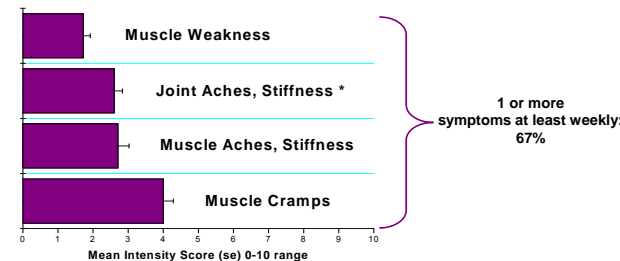 Muscle Weakness
Joint Aches, Stiffness *
Muscle Aches, Stiffness
Muscle Cramps
0 1 2 3 4 5 6 7 8 9 10
Mean Intensity Score (se) 0-10 range
1 or more
symptoms at least weekly:
67%